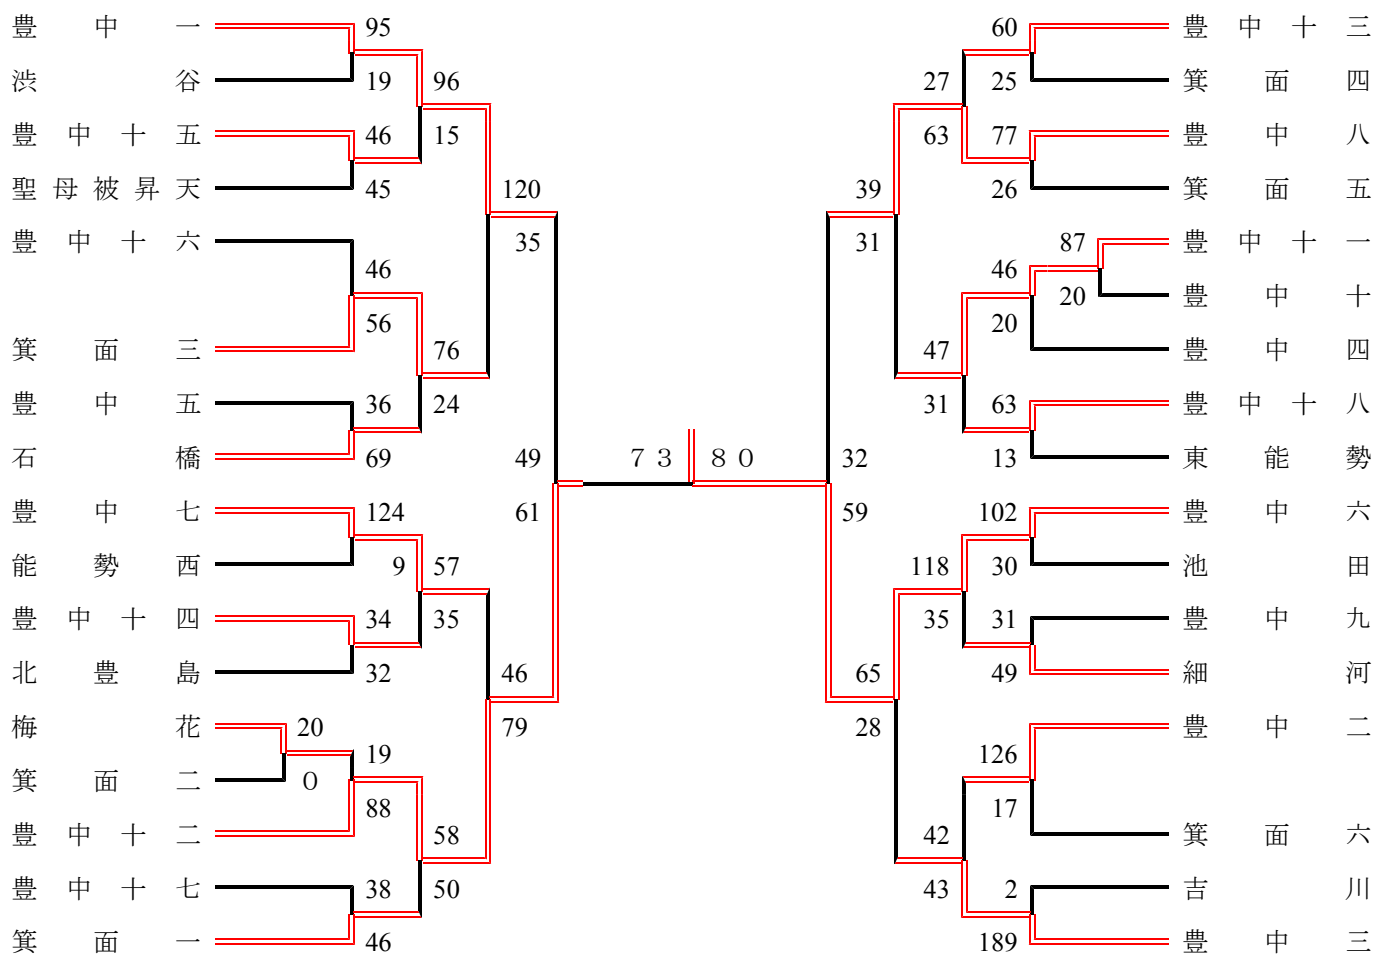 豊中一 95 60 豊中十三
渋谷 19 96 27 25 箕面四
豊中十五 46 15 63 77 豊中八
聖母被昇天 45 120 39 26 箕面五
豊中十六 46 35 31 46 87 豊中十一
20 豊中十
箕面三 56 76 47 20 豊中四
豊中五 36 24 31 63 豊中十八
石橋 69 49 ７３ ８０ 32 13 東能勢
豊中七 124 61 59 102 豊中六
能勢西 9 57 118 30 池田
豊中十四 34 35 35 31 豊中九
北豊島 32 46 65 49 細河
梅花 20 79 28 豊中二
箕面二 0 19 126
豊中十二 88 58 42 17 箕面六
豊中十七 38 50 43 2 吉川
箕面一 46 189 豊中三